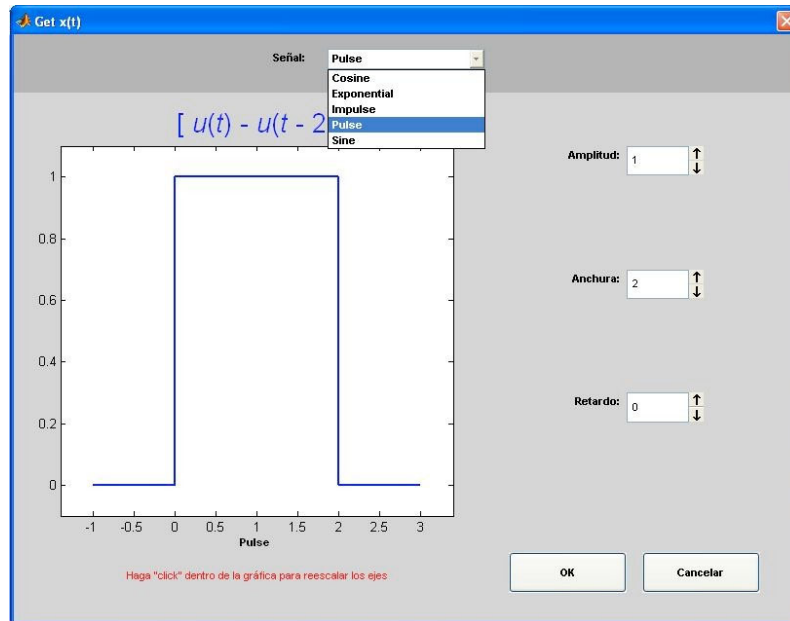 Get x(t)
Señal:
Pulse
Cosine
Exponential
Impulse
Pulse
Sine
[ u(t) - u(t - 2
Amplitud:
1
Anchura:
2
Retardo:
0
1
0.8
0.6
0.4
0.2
0
-1 -0.5 0 0.5 1 1.5 2 2.5 3
Pulse
Haga "click" dentro de la gráfica para reescalar los ejes
OK
Cancelar